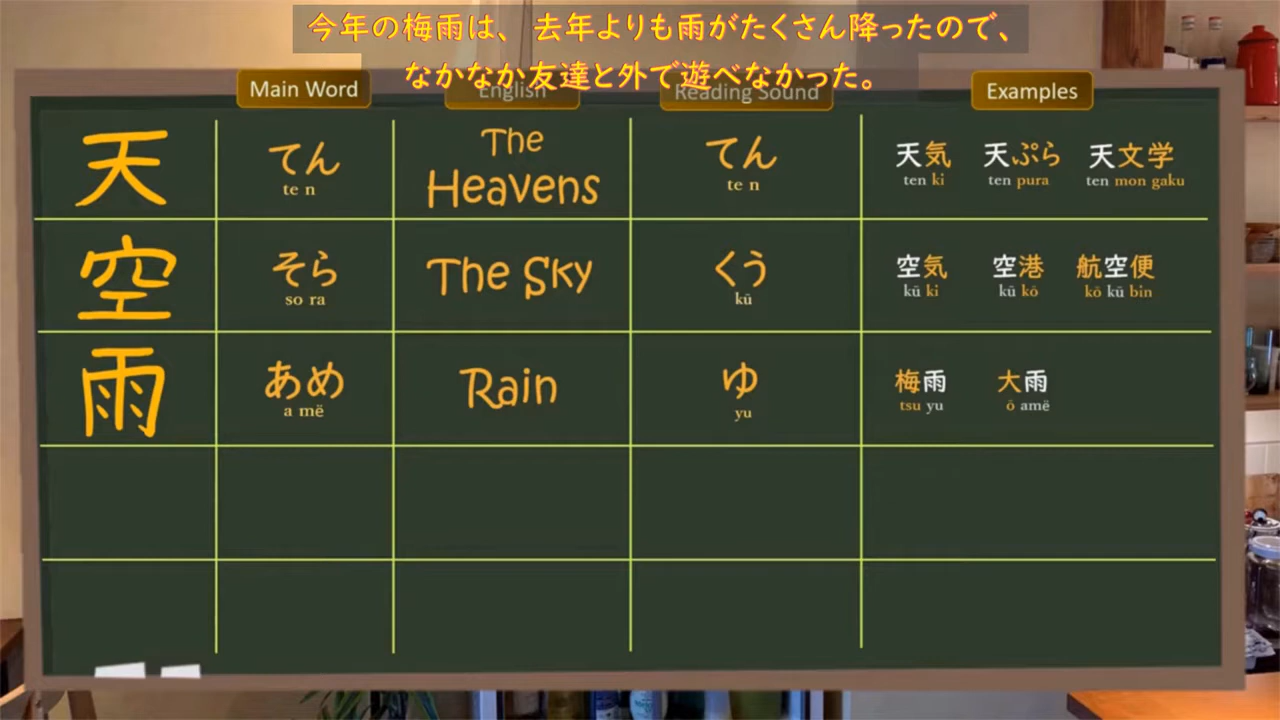 今年の梅雨は、 去年よりも雨がたくさん降ったので、
なかなか友達と外で遊べなかった。
Main Word English Reading Sound Examples
天 てん The Heavens てん 天気 天ぷら 天文学
te n te n ten ki ten pura ten mon gaku
空 そら The Sky くう 空気 空港 航空便
so ra kū kū ki kū kō kō kū bin
雨 あめ Rain ゆ 梅雨 大雨
a më yu tsu yu ō amë